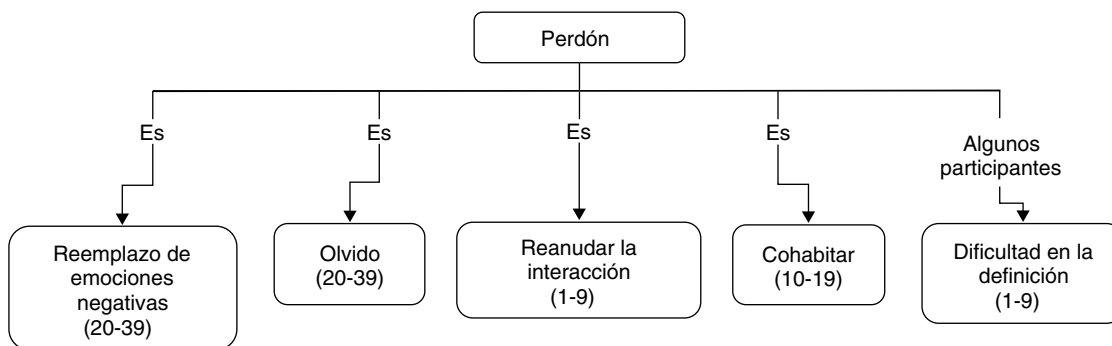 Perdón
Es
Es
Es
Es
Algunos
participantes
Reemplazo de
emociones
negativas
(20-39)
Olvido
(20-39)
Reanudar la
interacción
(1-9)
Cohabitar
(10-19)
Dificultad en la
definición
(1-9)